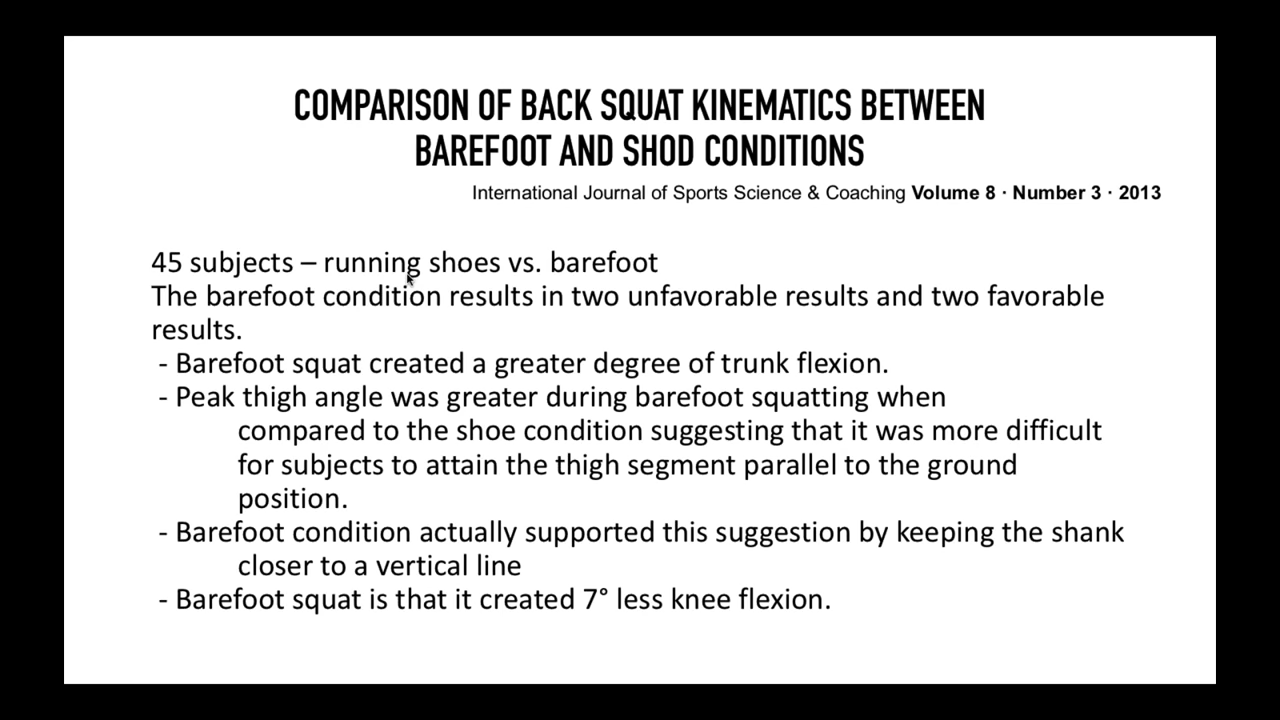 COMPARISON OF BACK SQUAT KINEMATICS BETWEEN
BAREFOOT AND SHOD CONDITIONS
International Journal of Sports Science & Coaching Volume 8 · Number 3 · 2013
45 subjects – running shoes vs. barefoot
The barefoot condition results in two unfavorable results and two favorable
results.
- Barefoot squat created a greater degree of trunk flexion.
- Peak thigh angle was greater during barefoot squatting when
compared to the shoe condition suggesting that it was more difficult
for subjects to attain the thigh segment parallel to the ground
position.
- Barefoot condition actually supported this suggestion by keeping the shank
closer to a vertical line
- Barefoot squat is that it created 7° less knee flexion.